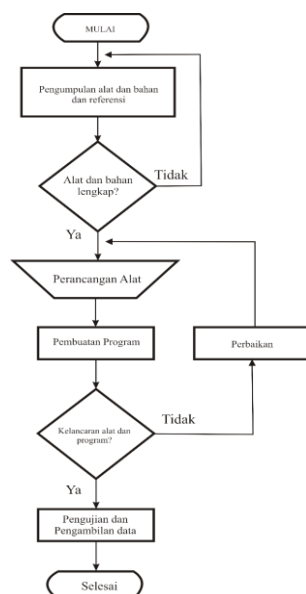 MULAI
Pengumpulan alat dan bahan
dan referensi
Alat dan bahan
lengkap?
Tidak
Ya
Perancangan Alat
Pembuatan Program
Perbaikan
Kelancaran alat dan
program?
Tidak
Ya
Pengujian dan
Pengambilan data
Selesai